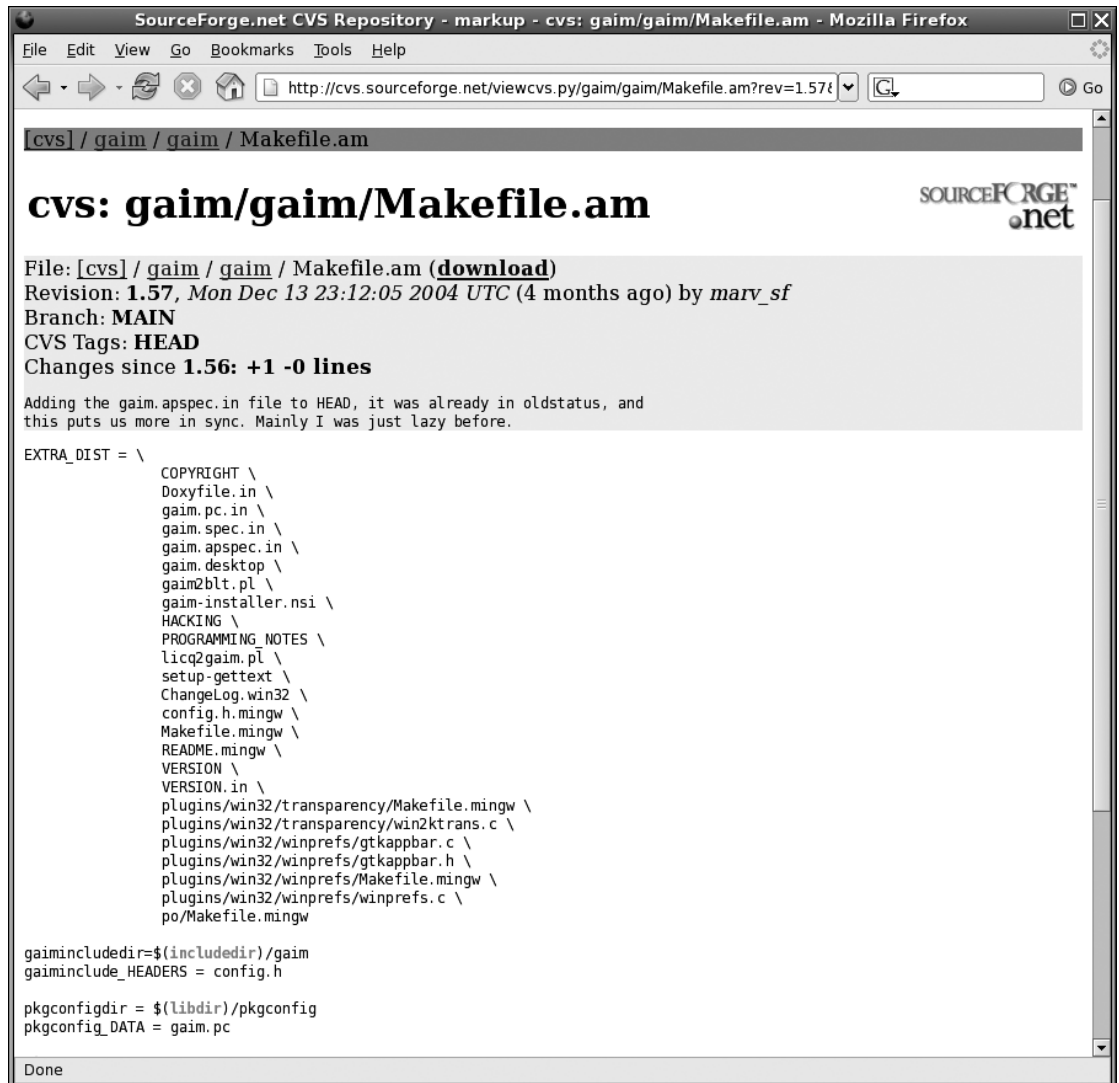 SourceForge.net CVS Repository - markup - cvs: gaim/gaim/Makefile.am - Mozilla Firefox
File Edit View Go Bookmarks Tools Help
http://cvs.sourceforge.net/viewcvs.py/gaim/gaim/Makefile.am?rev=1.57& G Go
[cvs] / gaim / gaim / Makefile.am
cvs: gaim/gaim/Makefile.am
SOURCEFORGE™
.net
File: [cvs] / gaim / gaim / Makefile.am (download)
Revision: 1.57, Mon Dec 13 23:12:05 2004 UTC (4 months ago) by marv_sf
Branch: MAIN
CVS Tags: HEAD
Changes since 1.56: +1 -0 lines
Adding the gaim.apspec.in file to HEAD, it was already in oldstatus, and
this puts us more in sync. Mainly I was just lazy before.
EXTRA_DIST = \
COPYRIGHT \
Doxyfile.in \
gaim.pc.in \
gaim.spec.in \
gaim.apspec.in \
gaim.desktop \
gaim2blt.pl \
gaim-installer.nsi \
HACKING \
PROGRAMMING_NOTES \
licq2gaim.pl \
setup-gettext \
ChangeLog.win32 \
config.h.mingw \
Makefile.mingw \
README.mingw \
VERSION \
VERSION.in \
plugins/win32/transparency/Makefile.mingw \
plugins/win32/transparency/win2ktrans.c \
plugins/win32/winprefs/gtkappbar.c \
plugins/win32/winprefs/gtkappbar.h \
plugins/win32/winprefs/Makefile.mingw \
plugins/win32/winprefs/winprefs.c \
po/Makefile.mingw
gaimincludedir=$(includedir)/gaim
gaiminclude_HEADERS = config.h
pkgconfigdir = $(libdir)/pkgconfig
pkgconfig_DATA = gaim.pc
Done